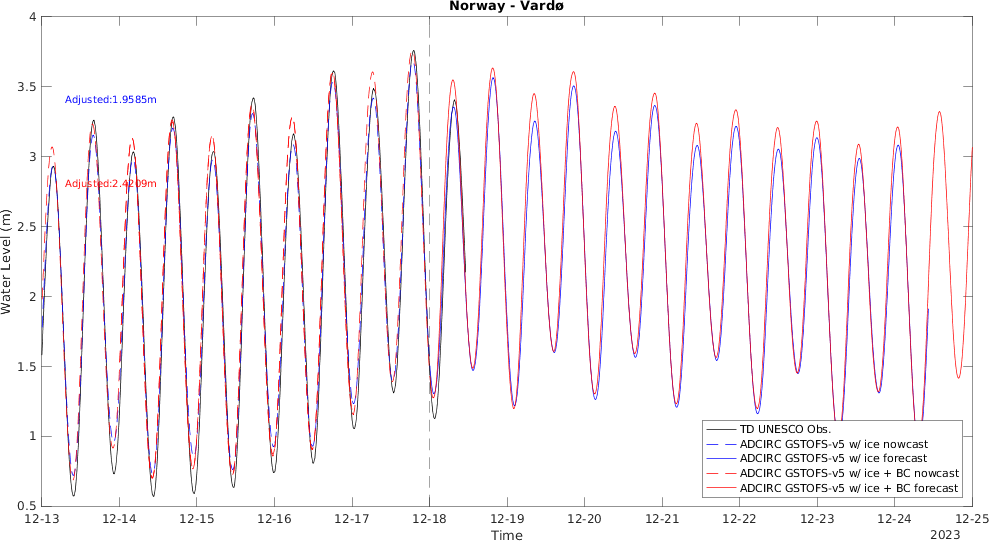 Norway - Vardø
4
3.5
3
2.5
2
1.5
1
0.5
Water Level (m)
Adjusted:1.9585m
Adjusted:2.4209m
TD UNESCO Obs.
ADCIRC GSTOFS-v5 w/ ice nowcast
ADCIRC GSTOFS-v5 w/ ice forecast
ADCIRC GSTOFS-v5 w/ ice + BC nowcast
ADCIRC GSTOFS-v5 w/ ice + BC forecast
12-13 12-14 12-15 12-16 12-17 12-18 12-19 12-20 12-21 12-22 12-23 12-24 12-25
Time
2023